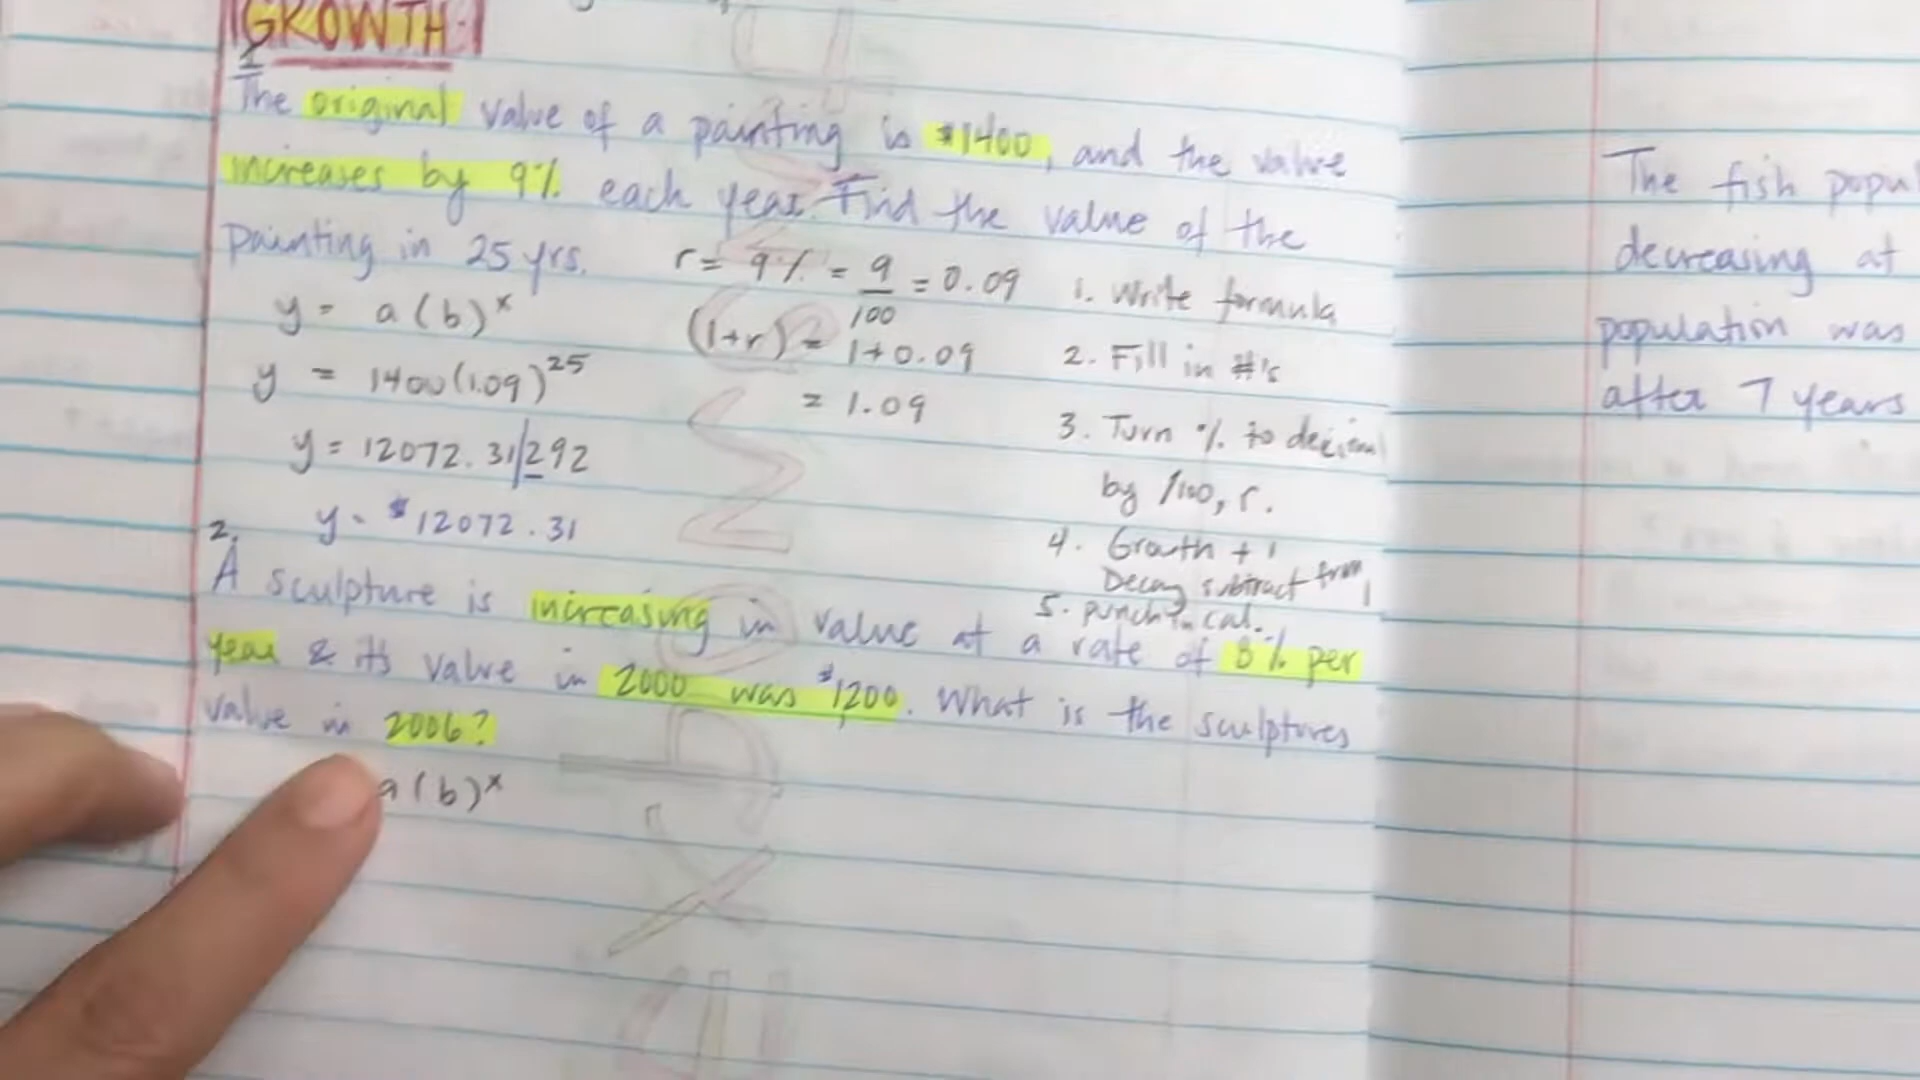 GROWTH:
1
The original value of a painting is $1400, and the value
increases by 9% each year. Find the value of the
painting in 25 yrs.
y = a(b)^x
y = 1400(1.09)^25
y = 12072.31|292
y = $12072.31
r = 9% = 9/100 = 0.09
(1+r) = 1+0.09
= 1.09
1. Write formula
2. Fill in #'s
3. Turn % to decimal
by /100, r.
4. Growth + 1
Decay subtract from 1
5. punch in cal.
2.
A sculpture is increasing in value at a rate of 8% per
year & its value in 2000 was $1200. What is the sculptures
value in 2006?
a(b)^x
The fish popul
decreasing at
population was
after 7 years